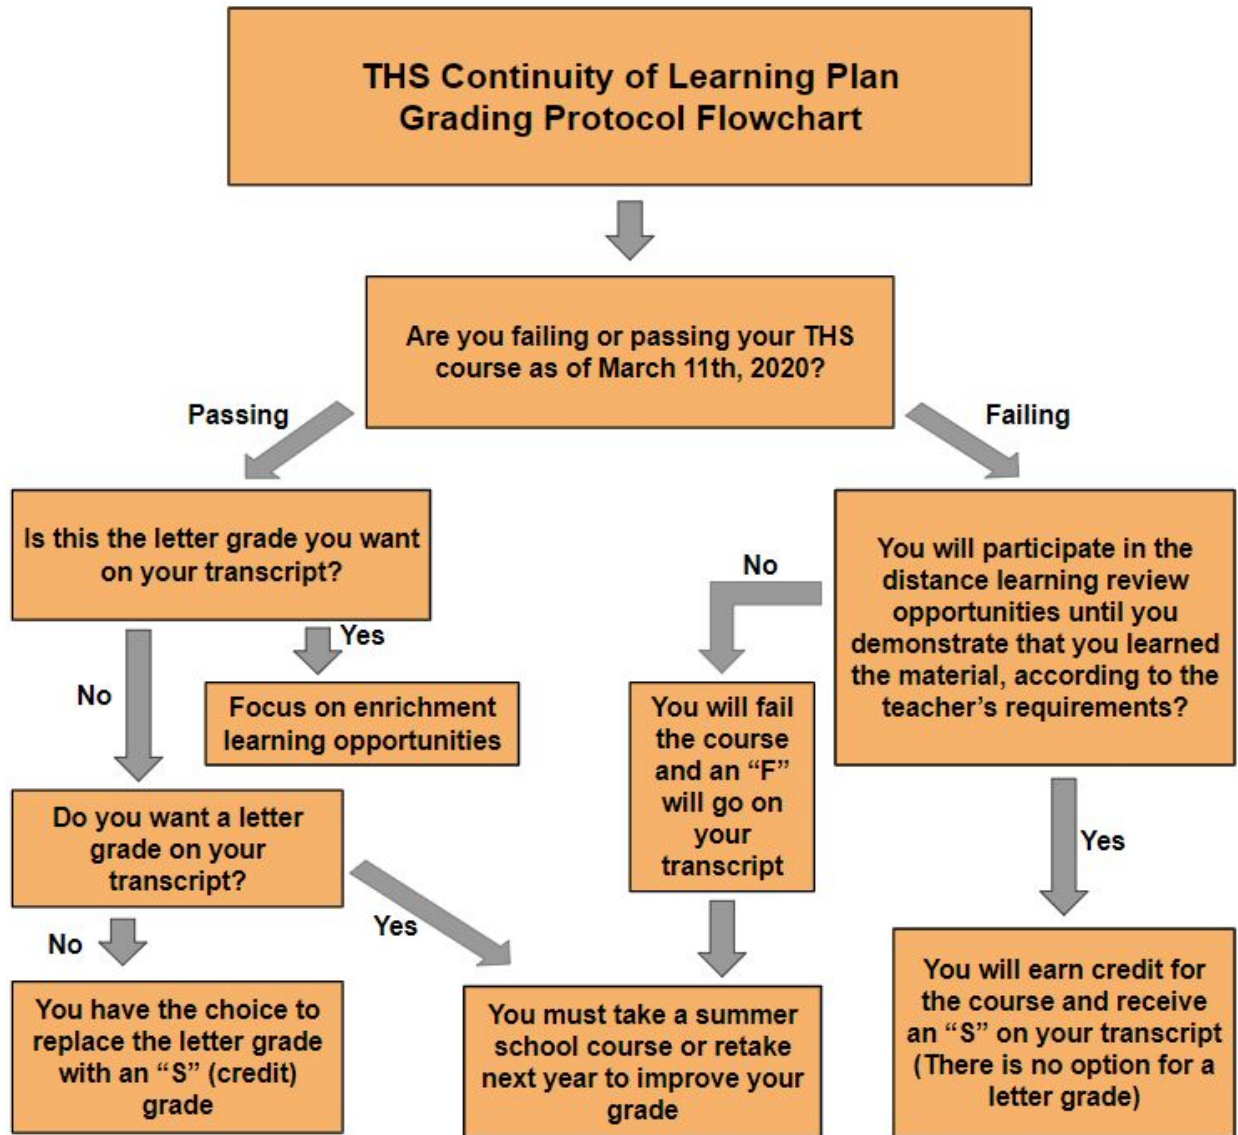 THS Continuity of Learning Plan
Grading Protocol Flowchart
Are you failing or passing your THS
course as of March 11th, 2020?
Passing
Failing
Is this the letter grade you want
on your transcript?
You will participate in the
distance learning review
opportunities until you
demonstrate that you learned
the material, according to the
teacher’s requirements?
No
Yes
No
Focus on enrichment
learning opportunities
You will fail
the course
and an “F”
will go on
your
transcript
Do you want a letter
grade on your
transcript?
Yes
Yes
No
You have the choice to
replace the letter grade
with an “S” (credit)
grade
You must take a summer
school course or retake
next year to improve your
grade
You will earn credit for
the course and receive
an “S” on your transcript
(There is no option for a
letter grade)